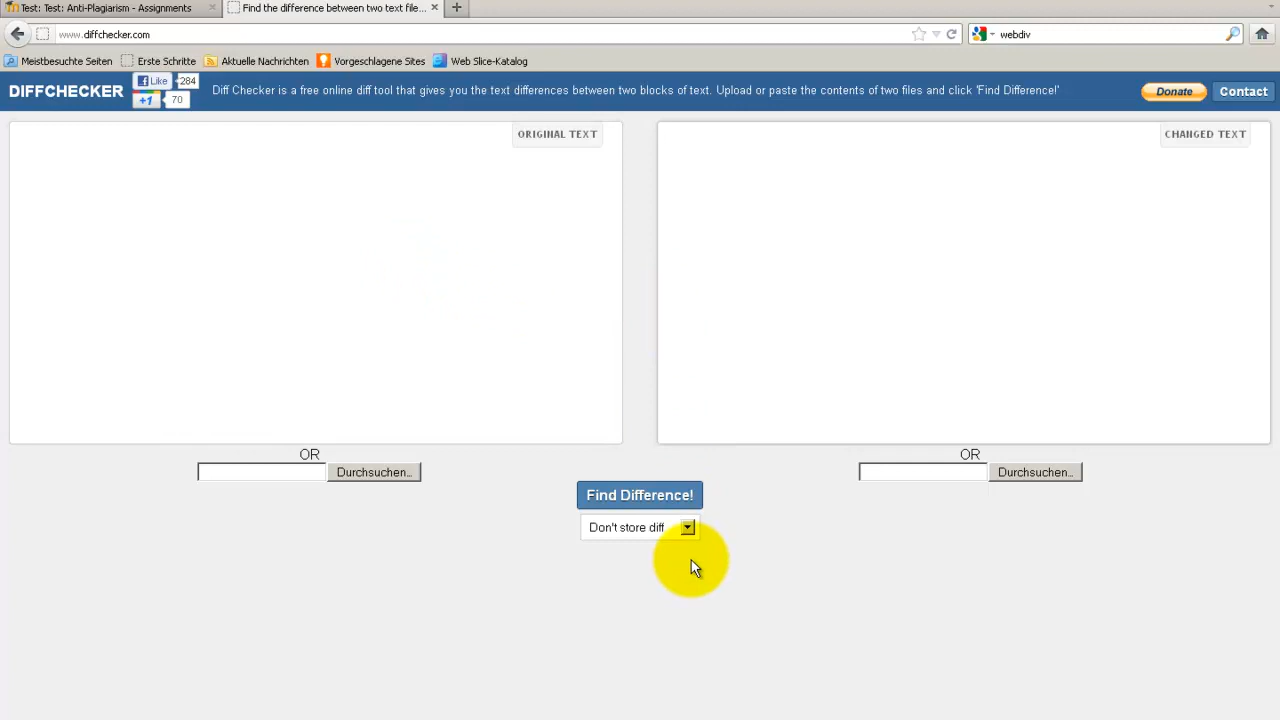 Test: Test: Anti-Plagiarism - Assignments
Find the difference between two text file...
www.diffchecker.com
webdiv
Meistbesuchte Seiten
Erste Schritte
Aktuelle Nachrichten
Vorgeschlagene Sites
Web Slice-Katalog
DIFFCHECKER
Like
284
+1
70
Diff Checker is a free online diff tool that gives you the text differences between two blocks of text. Upload or paste the contents of two files and click 'Find Difference!'
Donate
Contact
ORIGINAL TEXT
CHANGED TEXT
OR
Durchsuchen...
OR
Durchsuchen...
Find Difference!
Don't store diff